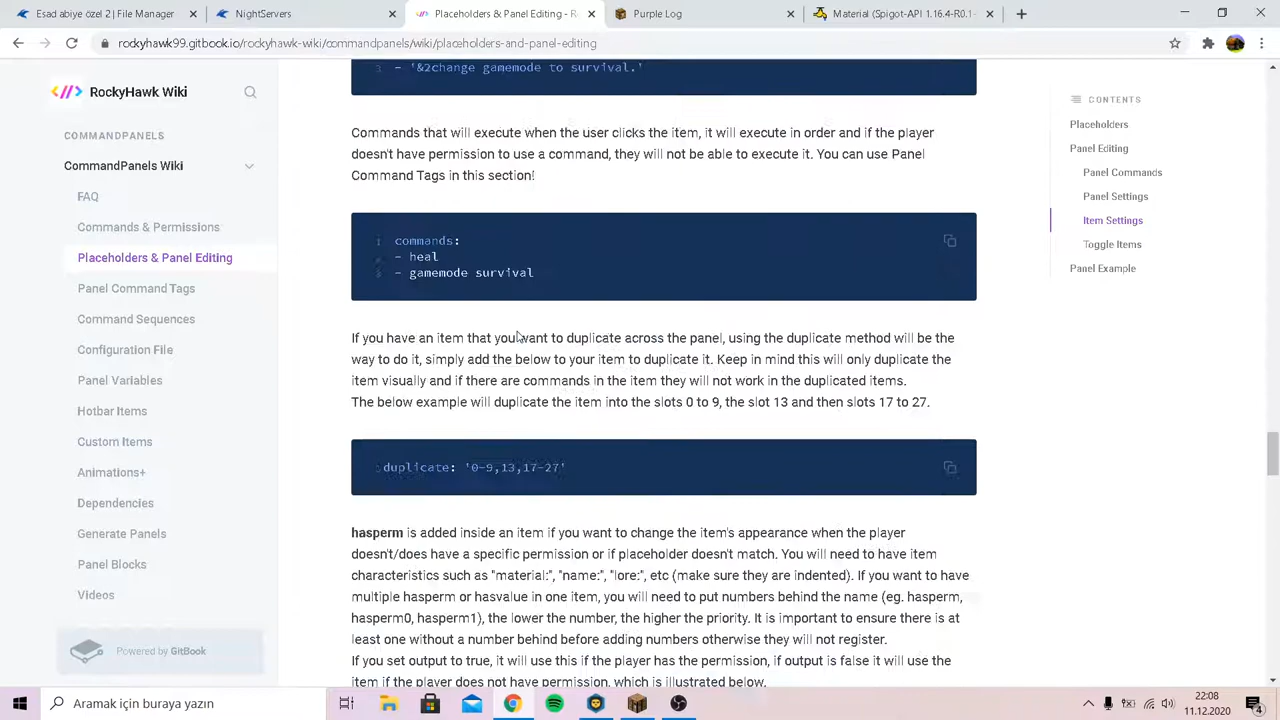 Esad abiye ozel 2.1 File Manager
NightServers
Placeholders & Panel Editing - R
Purple Log
Material (Spigot-API 1.16.4-R0.1-
rockyhawk99.gitbook.io/rockyhawk-wiki/commandpanels/wiki/placeholders-and-panel-editing
RockyHawk Wiki
COMMANDPANELS
CommandPanels Wiki
FAQ
Commands & Permissions
Placeholders & Panel Editing
Panel Command Tags
Command Sequences
Configuration File
Panel Variables
Hotbar Items
Custom Items
Animations+
Dependencies
Generate Panels
Panel Blocks
Videos
Powered by GitBook
3 - '&2change gamemode to survival.'
Commands that will execute when the user clicks the item, it will execute in order and if the player
doesn't have permission to use a command, they will not be able to execute it. You can use Panel
Command Tags in this section!
commands:
- heal
- gamemode survival
If you have an item that you want to duplicate across the panel, using the duplicate method will be the
way to do it, simply add the below to your item to duplicate it. Keep in mind this will only duplicate the
item visually and if there are commands in the item they will not work in the duplicated items.
The below example will duplicate the item into the slots 0 to 9, the slot 13 and then slots 17 to 27.
duplicate: '0-9,13,17-27'
hasperm is added inside an item if you want to change the item's appearance when the player
doesn't/does have a specific permission or if placeholder doesn't match. You will need to have item
characteristics such as "material:", "name:", "lore:", etc (make sure they are indented). If you want to have
multiple hasperm or hasvalue in one item, you will need to put numbers behind the name (eg. hasperm,
hasperm0, hasperm1), the lower the number, the higher the priority. It is important to ensure there is at
least one without a number behind before adding numbers otherwise they will not register.
If you set output to true, it will use this if the player has the permission, if output is false it will use the
item if the player does not have permission, which is illustrated below.
CONTENTS
Placeholders
Panel Editing
Panel Commands
Panel Settings
Item Settings
Toggle Items
Panel Example
Aramak için buraya yazın
22:08
11.12.2020
4